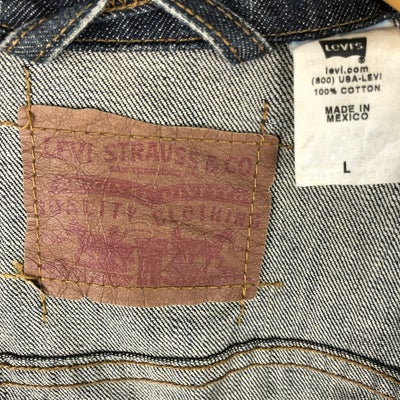 LEVI'S
levi.com
(800) USA-LEVI
100% COTTON
MADE IN
MEXICO
L
LEVI STRAUSS & CO
QUALITY CLOTHING